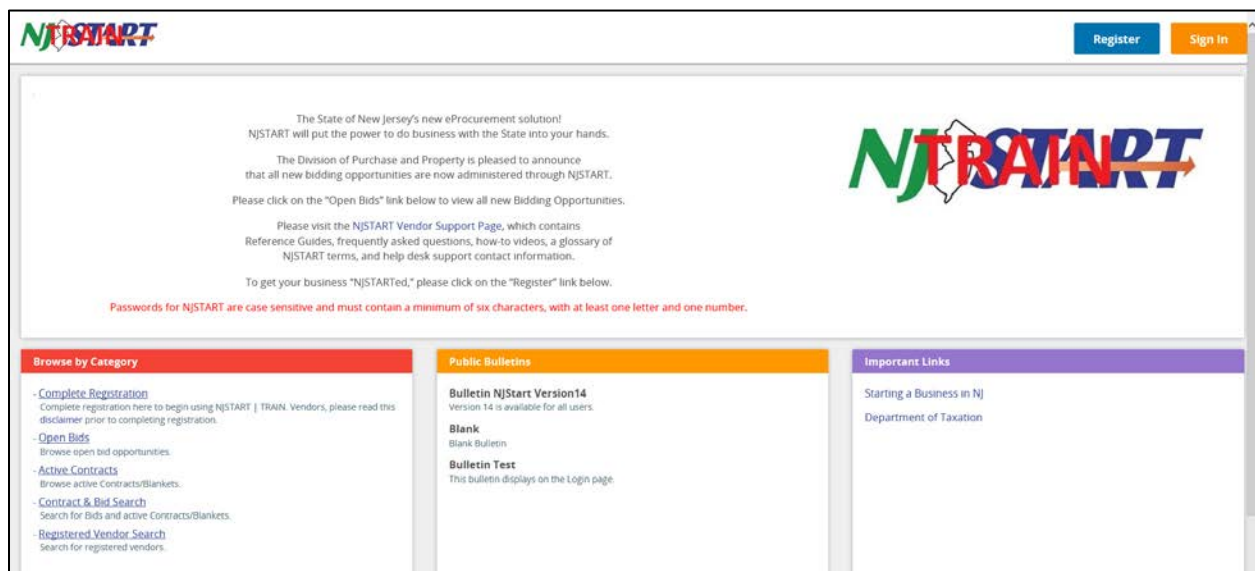 NJSTART
TRAIN
Register
Sign In
The State of New Jersey's new eProcurement solution!
NJSTART will put the power to do business with the State into your hands.
The Division of Purchase and Property is pleased to announce
that all new bidding opportunities are now administered through NJSTART.
Please click on the "Open Bids" link below to view all new Bidding Opportunities.
Please visit the NJSTART Vendor Support Page, which contains
Reference Guides, frequently asked questions, how-to videos, a glossary of
NJSTART terms, and help desk support contact information.
To get your business "NJSTARTed," please click on the "Register" link below.
Passwords for NJSTART are case sensitive and must contain a minimum of six characters, with at least one letter and one number.
NJSTART
TRAIN
Browse by Category
- Complete Registration
Complete registration here to begin using NJSTART | TRAIN. Vendors, please read this
disclaimer prior to completing registration.
- Open Bids
Browse open bid opportunities.
- Active Contracts
Browse active Contracts/Blankets.
- Contract & Bid Search
Search for Bids and active Contracts/Blankets.
- Registered Vendor Search
Search for registered vendors.
Public Bulletins
Bulletin NJStart Version14
Version 14 is available for all users.
Blank
Blank Bulletin
Bulletin Test
This bulletin displays on the Login page
Important Links
Starting a Business in NJ
Department of Taxation